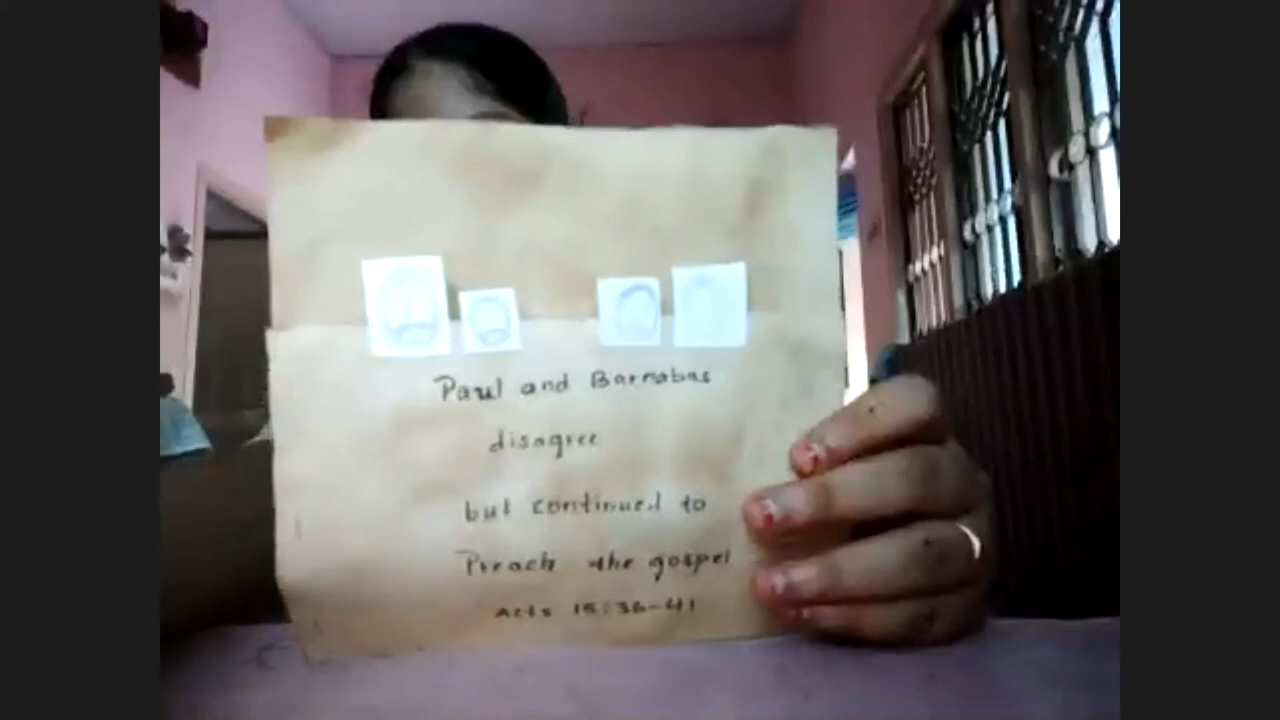 Paul and Barnabas
disagree
but continued to
Preach the gospel
Acts 15:36-41